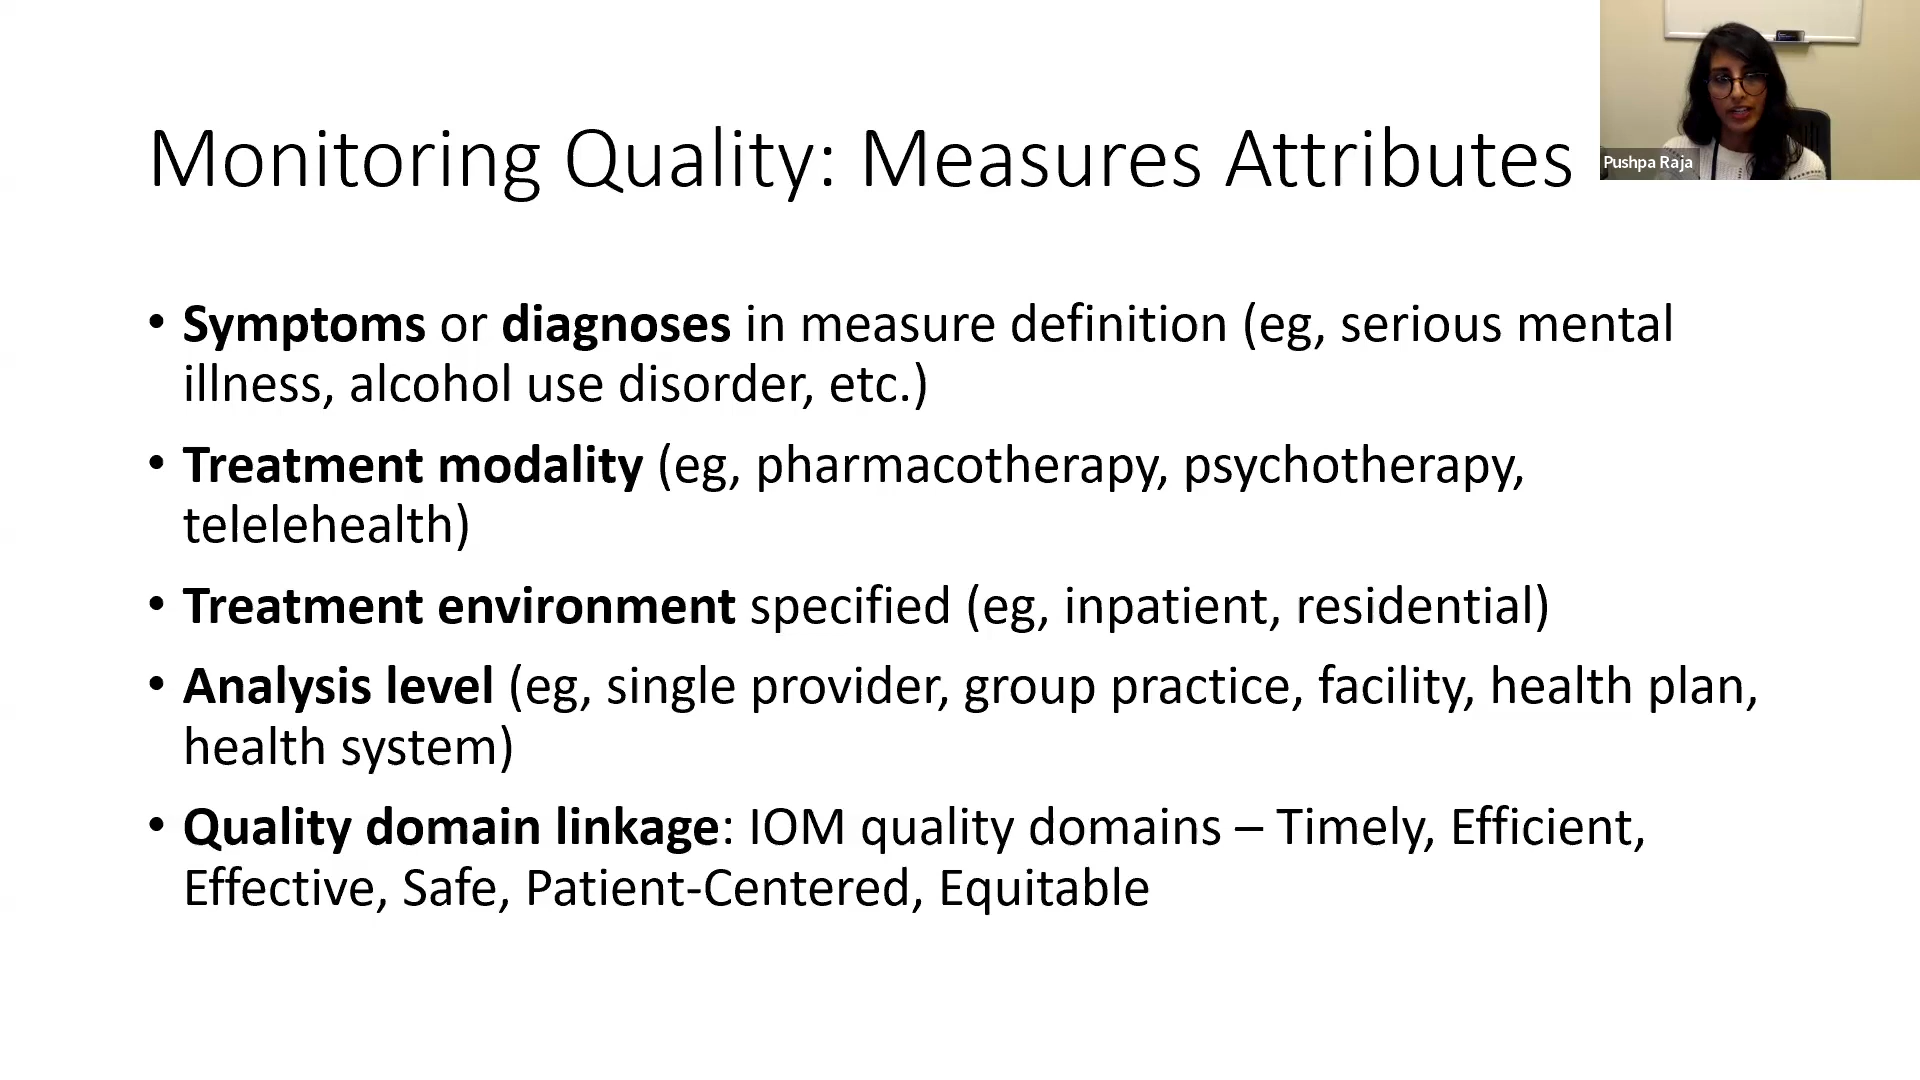 Monitoring Quality: Measures Attributes
Pushpa Raja
• Symptoms or diagnoses in measure definition (eg, serious mental
illness, alcohol use disorder, etc.)
• Treatment modality (eg, pharmacotherapy, psychotherapy,
telelehealth)
• Treatment environment specified (eg, inpatient, residential)
• Analysis level (eg, single provider, group practice, facility, health plan,
health system)
• Quality domain linkage: IOM quality domains – Timely, Efficient,
Effective, Safe, Patient-Centered, Equitable